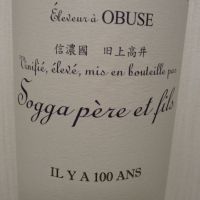 Éleveur à OBUSE
信濃國 旧上高井
Vinifié, élevé, mis en bouteille par
Sogga père et fils
IL Y A 100 ANS